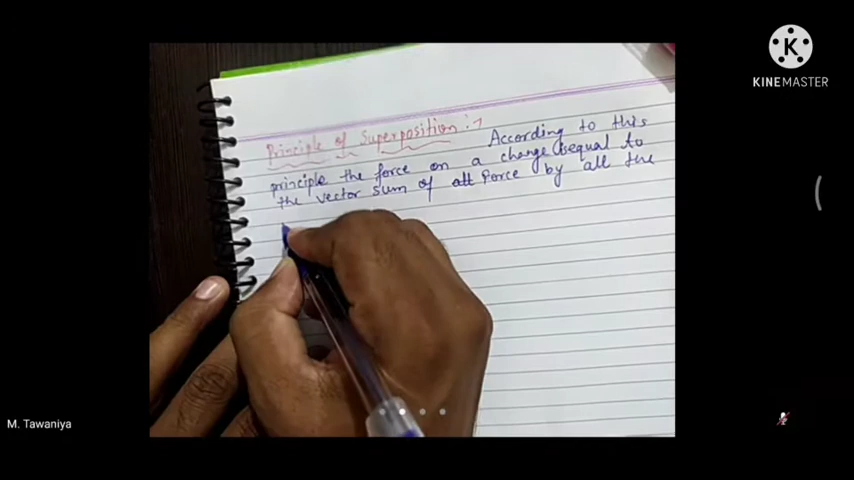 KINEMASTER
Principle of Superposition :-
According to this
principle the force on a change is equal to
the vector sum of all Force by all the
M. Tawaniya